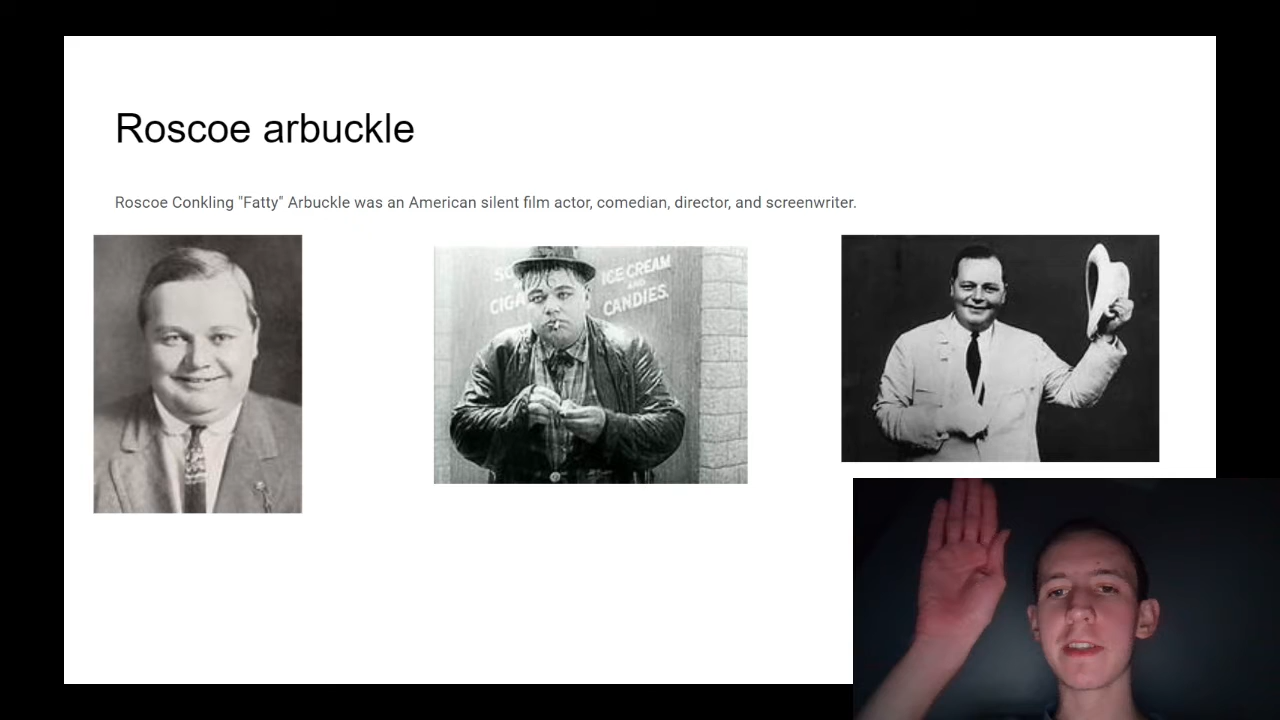 Roscoe arbuckle
Roscoe Conkling "Fatty" Arbuckle was an American silent film actor, comedian, director, and screenwriter.
ICE CREAM
AND
CANDIES.